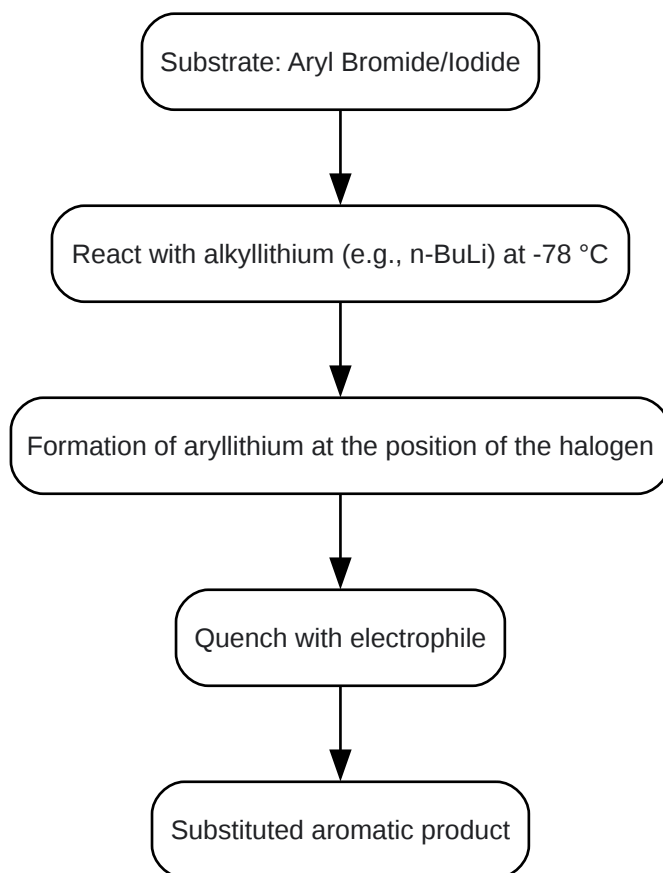 Substrate: Aryl Bromide/Iodide
React with alkyllithium (e.g., n-BuLi) at -78 °C
Formation of aryllithium at the position of the halogen
Quench with electrophile
Substituted aromatic product